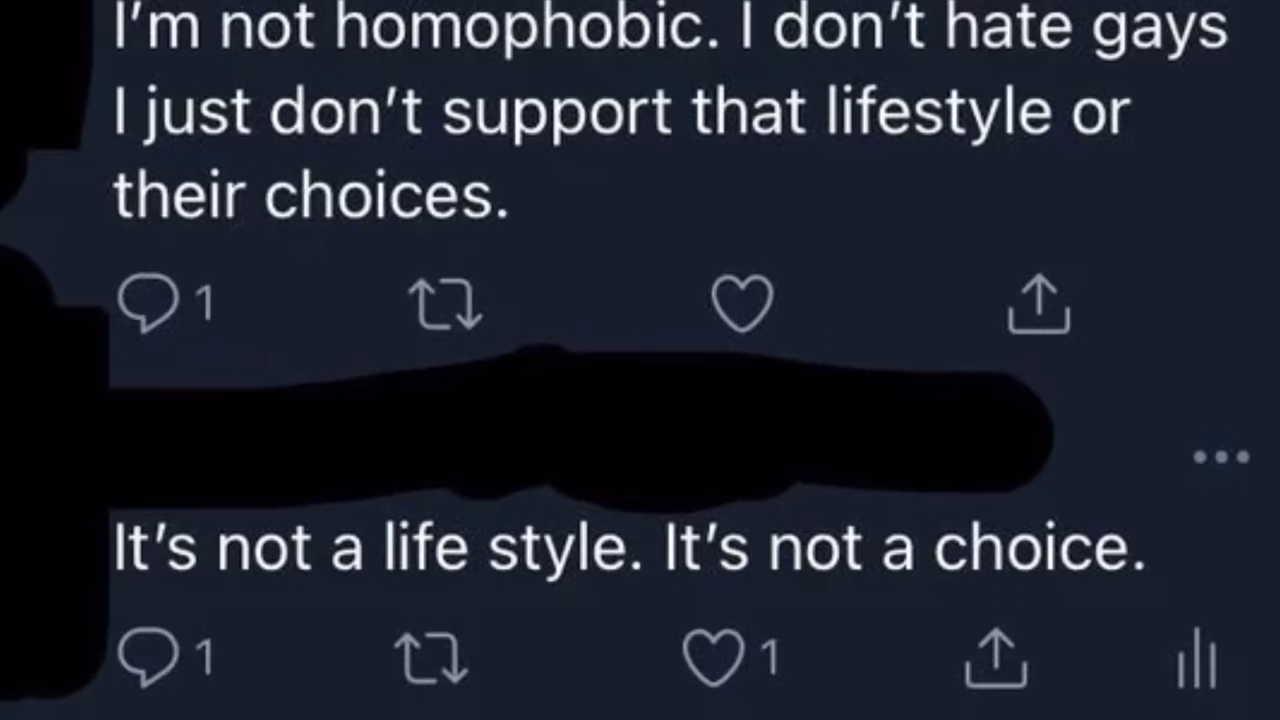 I’m not homophobic. I don’t hate gays
I just don’t support that lifestyle or
their choices.
1
It’s not a life style. It’s not a choice.
1 1